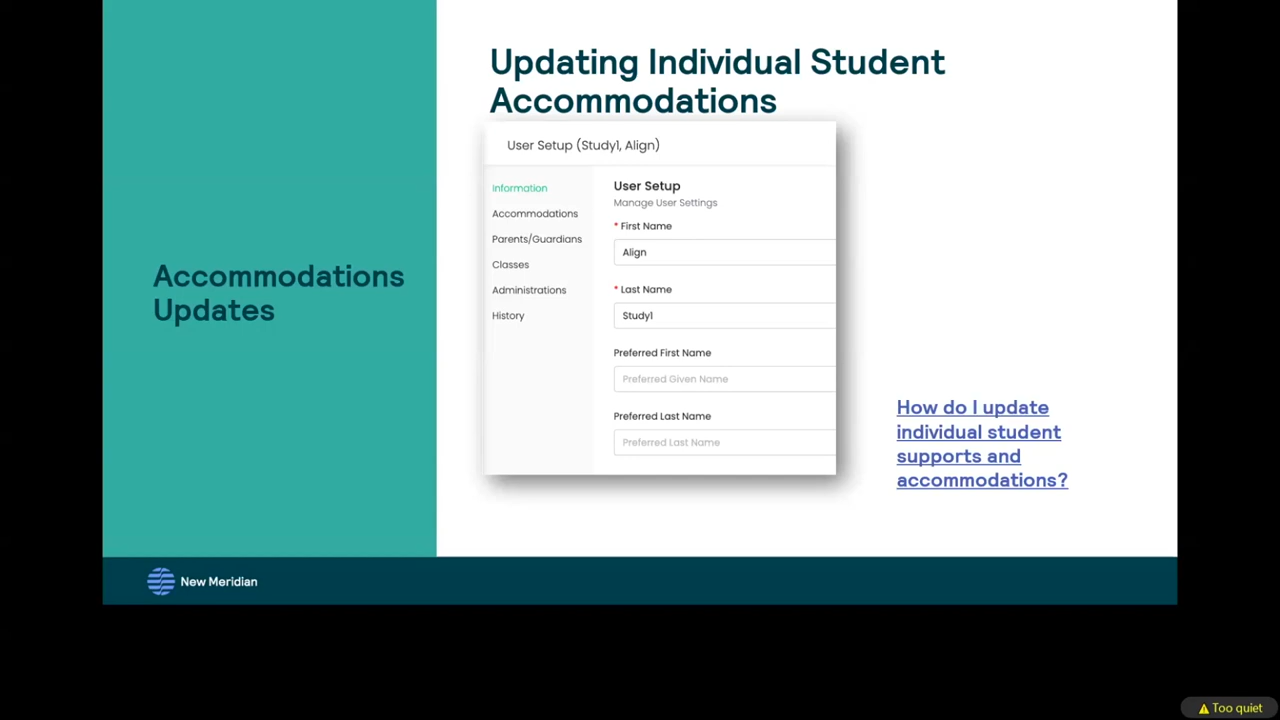 Updating Individual Student
Accommodations
Accommodations
Updates
User Setup (Study1, Align)
Information
Accommodations
Parents/Guardians
Classes
Administrations
History
User Setup
Manage User Settings
* First Name
Align
* Last Name
Study1
Preferred First Name
Preferred Given Name
Preferred Last Name
Preferred Last Name
How do I update
individual student
supports and
accommodations?
New Meridian
Too quiet